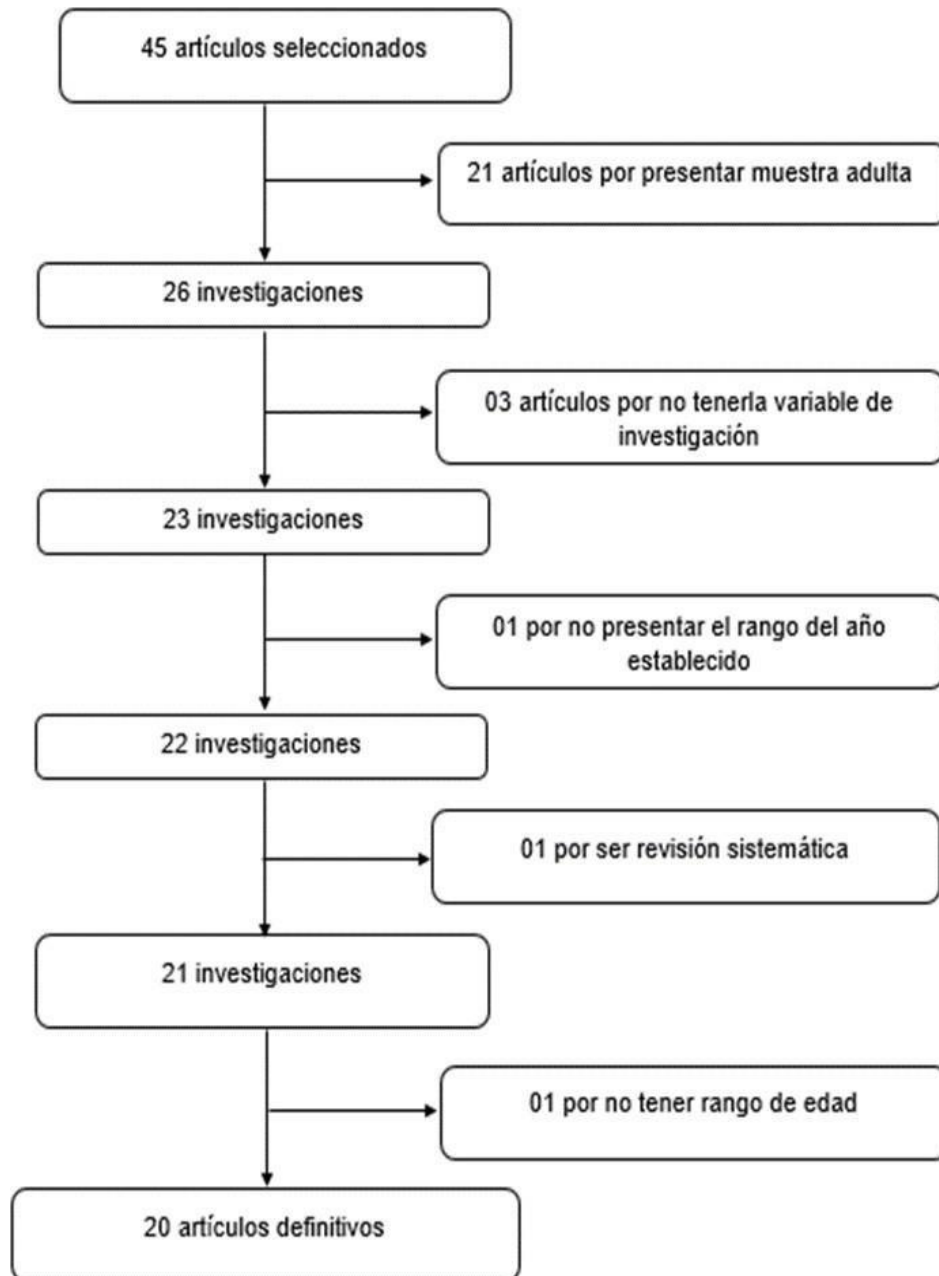 45 artículos seleccionados
21 artículos por presentar muestra adulta
26 investigaciones
03 artículos por no tenerla variable de
investigación
23 investigaciones
01 por no presentar el rango del año
establecido
22 investigaciones
01 por ser revisión sistemática
21 investigaciones
01 por no tener rango de edad
20 artículos definitivos